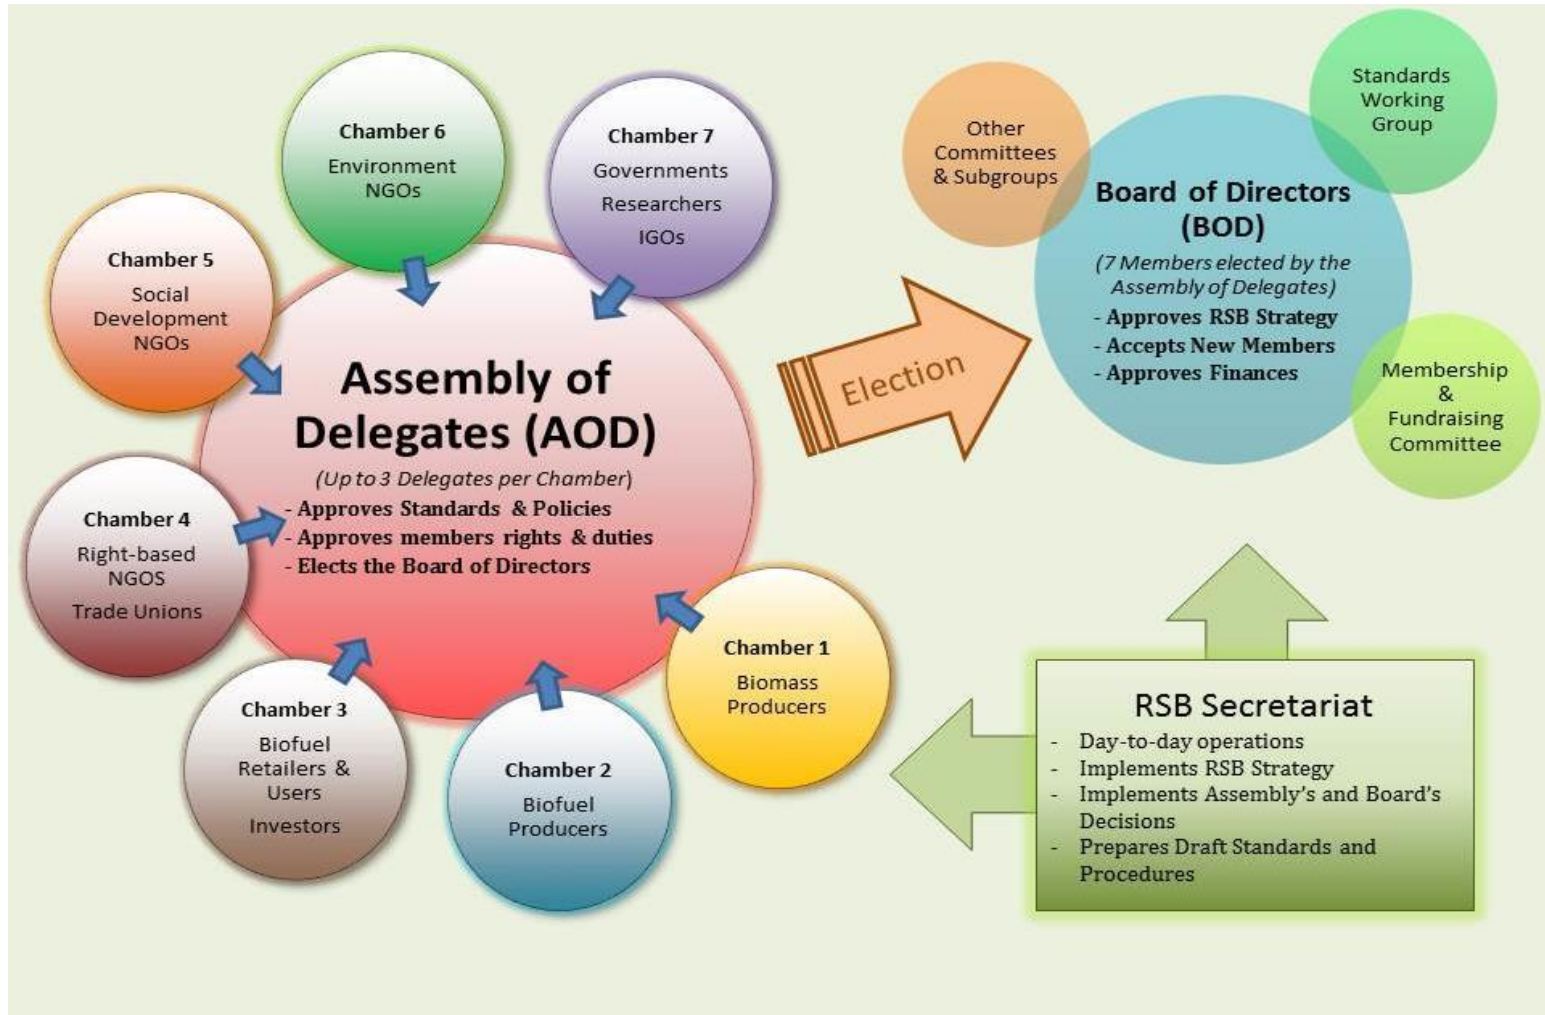 Chamber 6
Environment
NGOs
Chamber 7
Governments
Researchers
IGOs
Chamber 5
Social
Development
NGOs
Assembly of
Delegates (AOD)
(Up to 3 Delegates per Chamber)
- Approves Standards & Policies
- Approves members rights & duties
- Elects the Board of Directors
Chamber 4
Right-based
NGOS
Trade Unions
Chamber 3
Biofuel
Retailers &
Users
Investors
Chamber 2
Biofuel
Producers
Chamber 1
Biomass
Producers
Election
Other
Committees
& Subgroups
Standards
Working
Group
Board of Directors
(BOD)
(7 Members elected by the
Assembly of Delegates)
- Approves RSB Strategy
- Accepts New Members
- Approves Finances
Membership
&
Fundraising
Committee
RSB Secretariat
- Day-to-day operations
- Implements RSB Strategy
- Implements Assembly's and Board's
Decisions
- Prepares Draft Standards and
Procedures